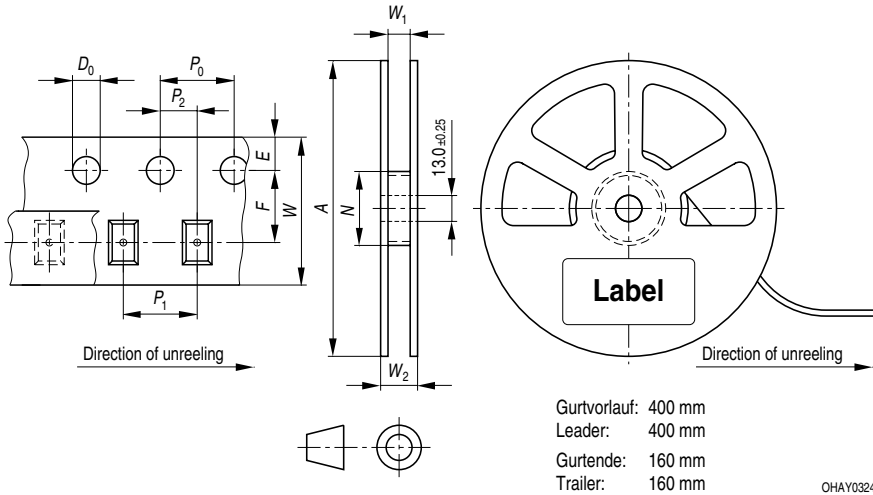 W1
D0
P0
P2
E
F
W
A
N
13.0 ±0.25
Label
P1
W2
Direction of unreeling
Direction of unreeling
Gurtvorlauf: 400 mm
Leader: 400 mm
Gurtende: 160 mm
Trailer: 160 mm
OHAY0324